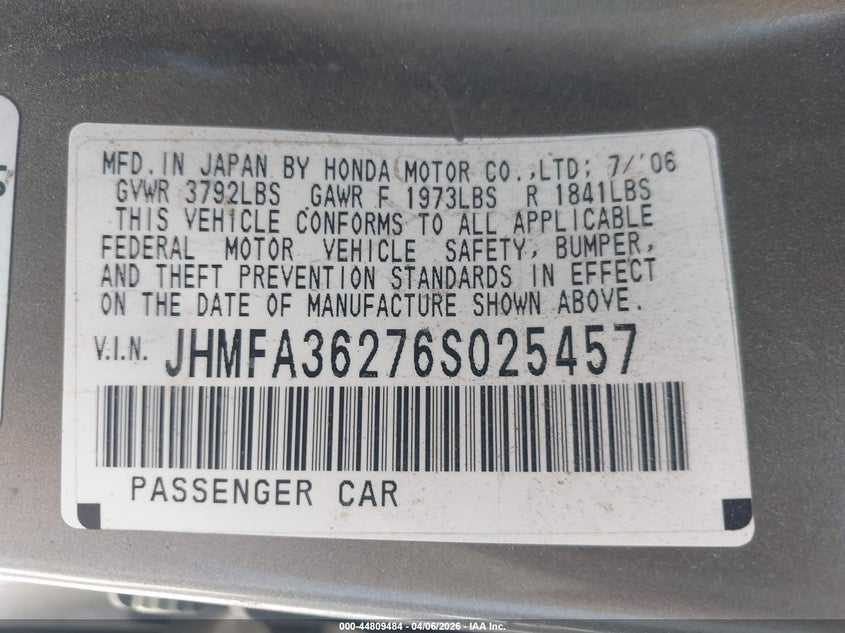 MFD. IN JAPAN BY HONDA MOTOR CO.,LTD; 7/'06
GVWR 3792LBS GAWR F 1973LBS R 1841LBS
THIS VEHICLE CONFORMS TO ALL APPLICABLE
FEDERAL MOTOR VEHICLE SAFETY, BUMPER,
AND THEFT PREVENTION STANDARDS IN EFFECT
ON THE DATE OF MANUFACTURE SHOWN ABOVE.
V.I.N. JHMFA36276S025457
PASSENGER CAR
000-44809484 04/06/2026 IAA Inc.